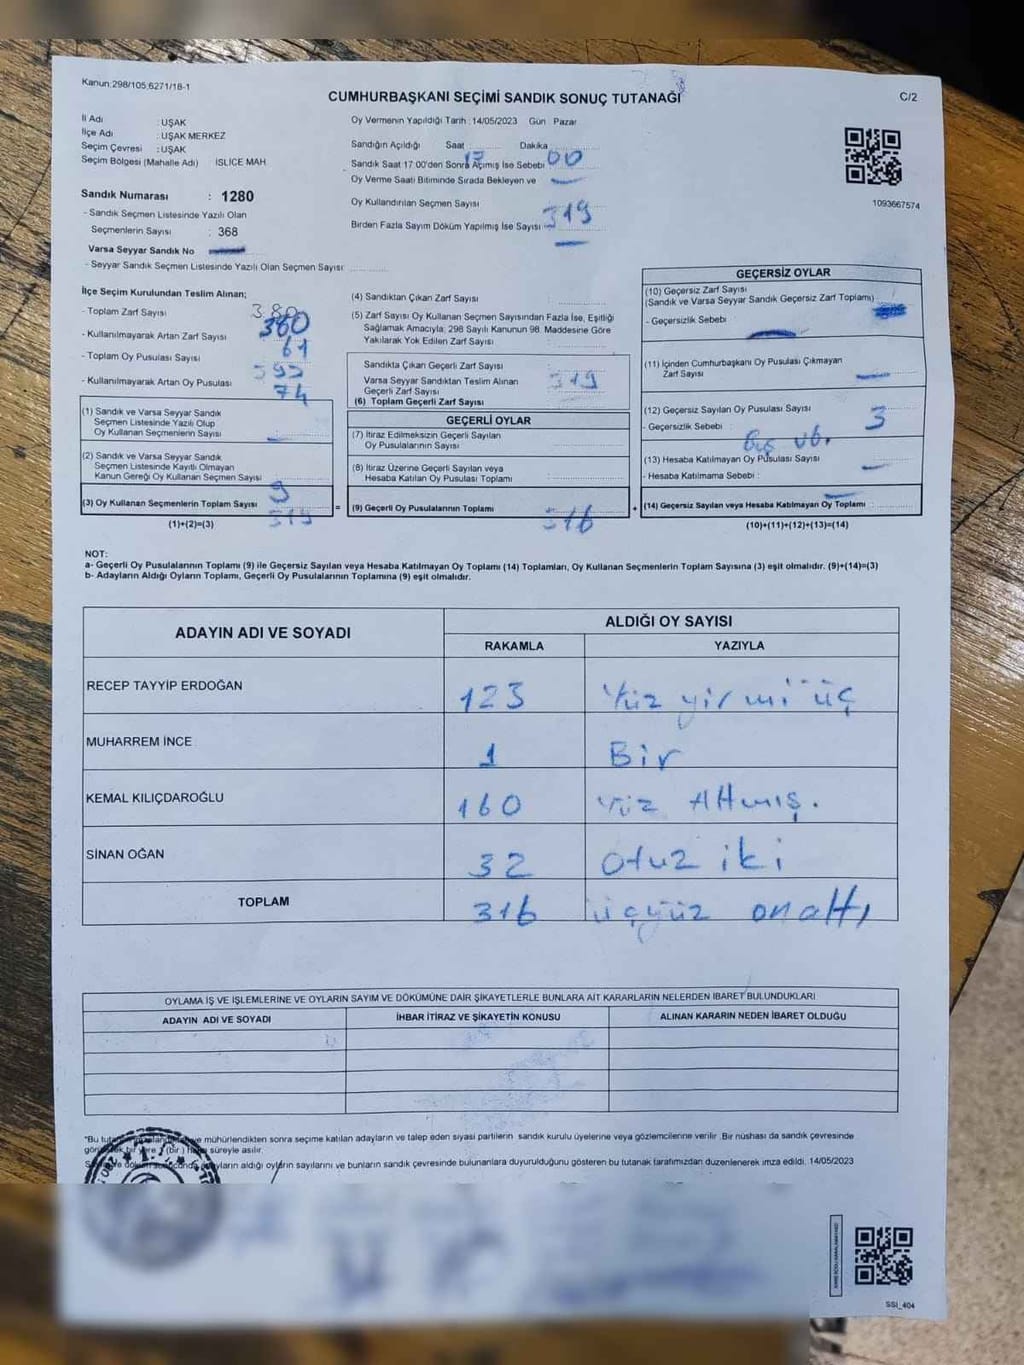 Kanun:298/105,6271/18-1
CUMHURBAŞKANI SEÇİMİ SANDIK SONUÇ TUTANAĞI
C/2
İl Adı : UŞAK
İlçe Adı : UŞAK MERKEZ
Seçim Çevresi : UŞAK
Seçim Bölgesi (Mahalle Adı) ISLICE MAH
Sandık Numarası : 1280
- Sandık Seçmen Listesinde Yazılı Olan
Seçmenlerin Sayısı : 368
Varsa Seyyar Sandık No
- Seyyar Sandık Seçmen Listesinde Yazılı Olan Seçmen Sayısı:
Oy Vermenin Yapıldığı Tarih : 14/05/2023 Gün : Pazar
Sandığın Açıldığı Saat : 17 Dakika : 00
Sandık Saat 17:00'den Sonra Açımış İse Sebebi
Oy Verme Saati Bitiminde Sırada Bekleyen ve
Oy Kullandırılan Seçmen Sayısı 319
Birden Fazla Sayım Döküm Yapılmış İse Sayısı
1093667574
İlçe Seçim Kurulundan Teslim Alınan;
- Toplam Zarf Sayısı 380
380
- Kullanılmayarak Artan Zarf Sayısı 61
- Toplam Oy Pusulası Sayısı
- Kullanılmayarak Artan Oy Pusulası 74
(1) Sandık ve Varsa Seyyar Sandık
Seçmen Listesinde Yazılı Olup
Oy Kullanan Seçmenlerin Sayısı
(2) Sandık ve Varsa Seyyar Sandık
Seçmen Listesinde Kayıtlı Olmayan
Kanun Gereği Oy Kullanan Seçmen Sayısı 9
(3) Oy Kullanan Seçmenlerin Toplam Sayısı 319
(1)+(2)=(3)
(4) Sandıktan Çıkan Zarf Sayısı
(5) Zarf Sayısı Oy Kullanan Seçmen Sayısından Fazla İse, Eşitliği
Sağlamak Amacıyla; 298 Sayılı Kanunun 98. Maddesine Göre
Yakılarak Yok Edilen Zarf Sayısı
Sandıkta Çıkan Geçerli Zarf Sayısı
Varsa Seyyar Sandıktan Teslim Alınan
Geçerli Zarf Sayısı 319
(6) Toplam Geçerli Zarf Sayısı
GEÇERLİ OYLAR
(7) İtiraz Edilmeksizin Geçerli Sayılan
Oy Pusulalarının Sayısı
(8) İtiraz Üzerine Geçerli Sayılan veya
Hesaba Katılan Oy Pusulası Toplamı
= (9) Geçerli Oy Pusulalarının Toplamı 316
GEÇERSİZ OYLAR
(10) Geçersiz Zarf Sayısı
(Sandık ve Varsa Seyyar Sandık Geçersiz Zarf Toplamı)
- Geçersizlik Sebebi :
(11) İçinden Cumhurbaşkanı Oy Pusulası Çıkmayan
Zarf Sayısı
(12) Geçersiz Sayılan Oy Pusulası Sayısı 3
- Geçersizlik Sebebi : vb.
(13) Hesaba Katılmayan Oy Pusulası Sayısı
- Hesaba Katılmama Sebebi :
+ (14) Geçersiz Sayılan veya Hesaba Katılmayan Oy Toplamı
(10)+(11)+(12)+(13)=(14)
NOT:
a- Geçerli Oy Pusulalarının Toplamı (9) ile Geçersiz Sayılan veya Hesaba Katılmayan Oy Toplamı (14) Toplamları, Oy Kullanan Seçmenlerin Toplam Sayısına (3) eşit olmalıdır. (9)+(14)=(3)
b- Adayların Aldığı Oyların Toplamı, Geçerli Oy Pusulalarının Toplamına (9) eşit olmalıdır.
ADAYIN ADI VE SOYADI
ALDIĞI OY SAYISI
RAKAMLA YAZIYLA
RECEP TAYYİP ERDOĞAN 123 Yüz yirmi üç
MUHARREM İNCE 1 Bir
KEMAL KILIÇDAROĞLU 160 Yüz Altmış.
SİNAN OĞAN 32 Otuz iki
TOPLAM 316 üçyüz onaltı
OYLAMA İŞ VE İŞLEMLERİNE VE OYLARIN SAYIM VE DÖKÜMÜNE DAİR ŞİKAYETLERLE BUNLARA AİT KARARLARIN NELERDEN İBARET BULUNDUKLARI
ADAYIN ADI VE SOYADI İHBAR İTİRAZ VE ŞİKAYETİN KONUSU ALINAN KARARIN NEDEN İBARET OLDUĞU
*Bu mühürlendikten sonra seçime katılan adayların ve talep eden siyasi partilerin sandık kurulu üyelerine veya gözlemcilerine verilir .Bir nüshası da sandık çevresinde
yere (bir) süreyle asılır.
aldığı oyların sayılarını ve bunların sandık çevresinde bulunanlara duyurulduğunu gösteren bu tutanak tarafımızdan düzenlenerek imza edildi. 14/05/2023
SSİ_404